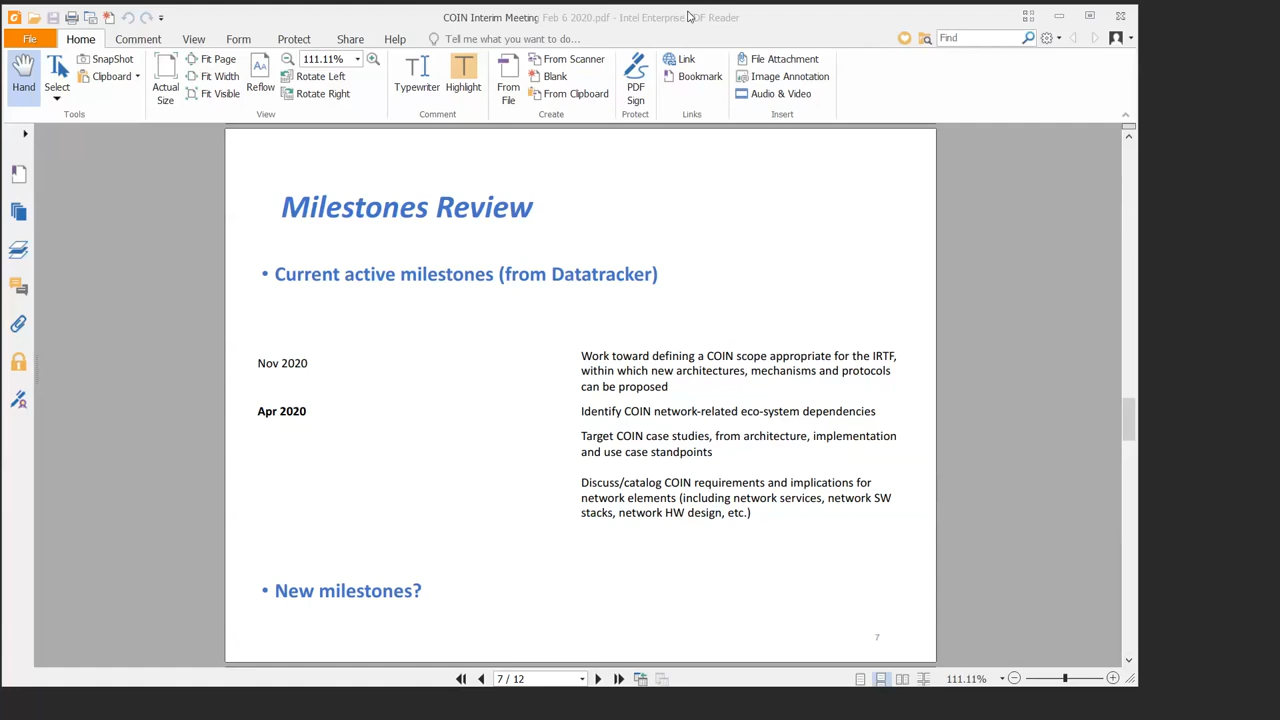 COIN Interim Meeting Feb 6 2020.pdf - Intel Enterprise PDF Reader
File Home Comment View Form Protect Share Help Tell me what you want to do... Find
Hand
Select
SnapShot
Clipboard
Tools
Actual Size
Fit Page
Fit Width
Fit Visible
Reflow
111.11%
Rotate Left
Rotate Right
View
Typewriter
Highlight
Comment
From File
From Scanner
Blank
From Clipboard
Create
PDF Sign
Protect
Link
Bookmark
Links
File Attachment
Image Annotation
Audio & Video
Insert
Milestones Review
• Current active milestones (from Datatracker)
Nov 2020
Work toward defining a COIN scope appropriate for the IRTF,
within which new architectures, mechanisms and protocols
can be proposed
Apr 2020
Identify COIN network-related eco-system dependencies
Target COIN case studies, from architecture, implementation
and use case standpoints
Discuss/catalog COIN requirements and implications for
network elements (including network services, network SW
stacks, network HW design, etc.)
• New milestones?
7
7 / 12
111.11%